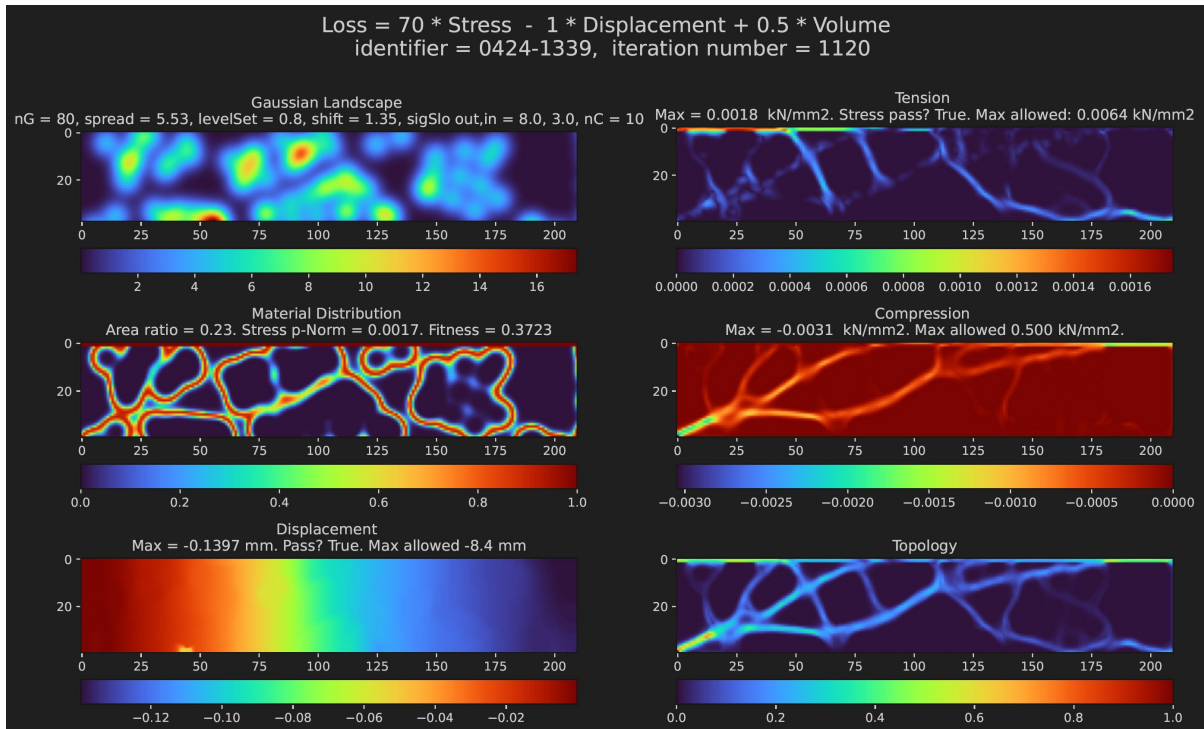 Loss = 70 * Stress - 1 * Displacement + 0.5 * Volume
identifier = 0424-1339, iteration number = 1120
Gaussian Landscape
nG = 80, spread = 5.53, levelSet = 0.8, shift = 1.35, sigSlo out,in = 8.0, 3.0, nC = 10
0
20
0 25 50 75 100 125 150 175 200
2 4 6 8 10 12 14 16
Tension
Max = 0.0018 kN/mm2. Stress pass? True. Max allowed: 0.0064 kN/mm2
0
20
0 25 50 75 100 125 150 175 200
0.0000 0.0002 0.0004 0.0006 0.0008 0.0010 0.0012 0.0014 0.0016
Material Distribution
Area ratio = 0.23. Stress p-Norm = 0.0017. Fitness = 0.3723
0
20
0 25 50 75 100 125 150 175 200
0.0 0.2 0.4 0.6 0.8 1.0
Compression
Max = -0.0031 kN/mm2. Max allowed 0.500 kN/mm2.
0
20
0 25 50 75 100 125 150 175 200
−0.0030 −0.0025 −0.0020 −0.0015 −0.0010 −0.0005 0.0000
Displacement
Max = -0.1397 mm. Pass? True. Max allowed -8.4 mm
0
20
0 25 50 75 100 125 150 175 200
−0.12 −0.10 −0.08 −0.06 −0.04 −0.02
Topology
0
20
0 25 50 75 100 125 150 175 200
0.0 0.2 0.4 0.6 0.8 1.0